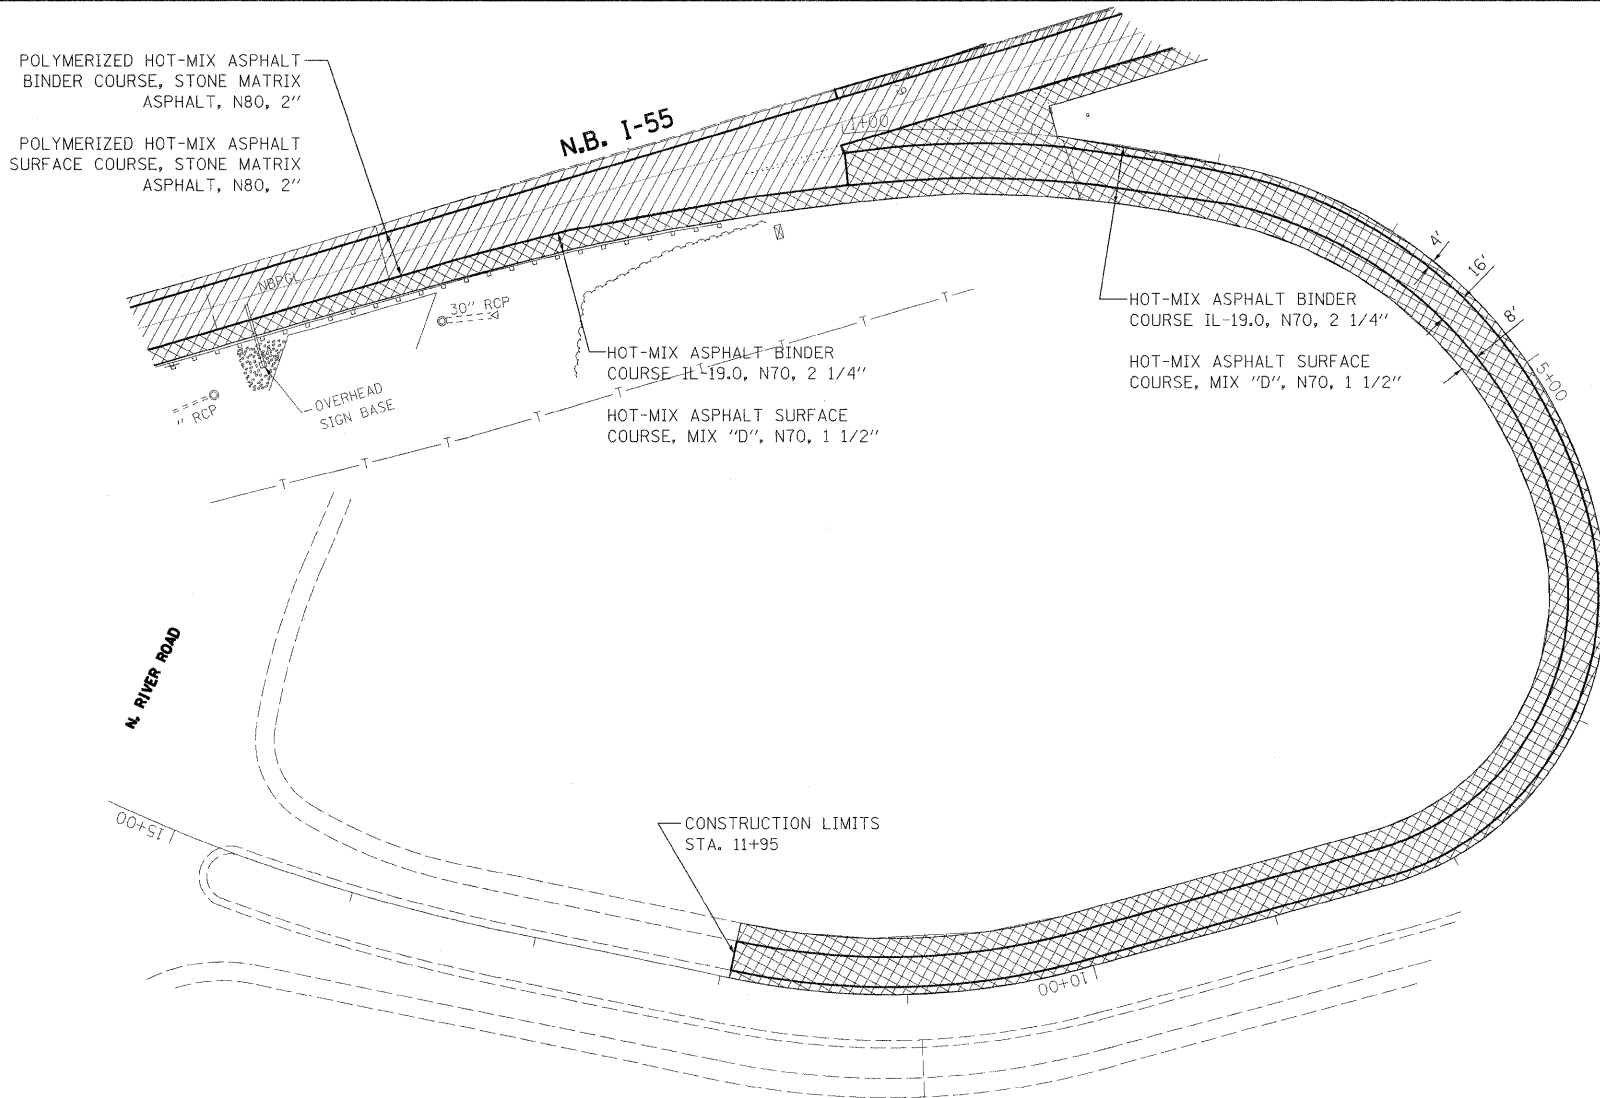 POLYMERIZED HOT-MIX ASPHALT
BINDER COURSE, STONE MATRIX
ASPHALT, N80, 2"
POLYMERIZED HOT-MIX ASPHALT
SURFACE COURSE, STONE MATRIX
ASPHALT, N80, 2"
N.B. I-55
1+00
4'
16'
8'
5+00
HOT-MIX ASPHALT BINDER
COURSE IL-19.0, N70, 2 1/4"
HOT-MIX ASPHALT SURFACE
COURSE, MIX "D", N70, 1 1/2"
NBPGL
30" RCP
HOT-MIX ASPHALT BINDER
COURSE IL-19.0, N70, 2 1/4"
HOT-MIX ASPHALT SURFACE
COURSE, MIX "D", N70, 1 1/2"
" RCP
OVERHEAD
SIGN BASE
T
T
T
T
T
T
T
T
N. RIVER ROAD
15+00
CONSTRUCTION LIMITS
STA. 11+95
10+00